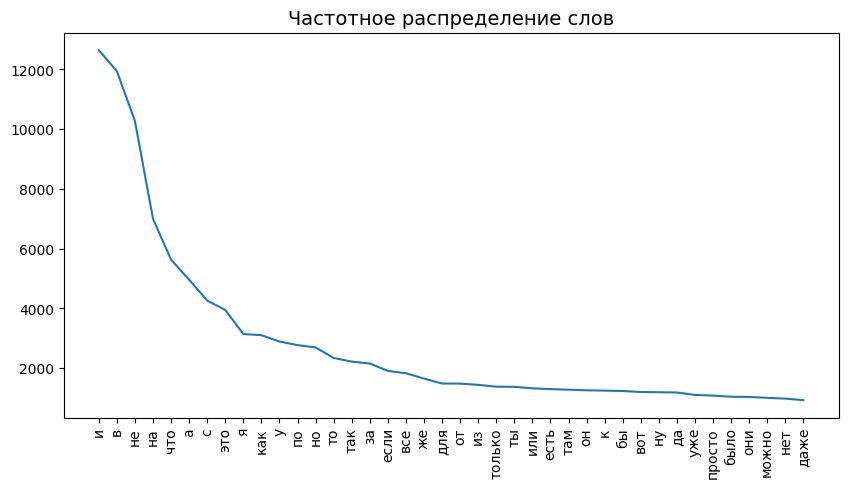 Частотное распределение слов
12000
10000
8000
6000
4000
2000
и
в
не
на
что
а
с
это
я
как
у
по
но
то
так
за
если
все
же
для
от
из
только
ты
или
есть
там
он
к
бы
вот
ну
да
уже
просто
было
они
можно
нет
даже